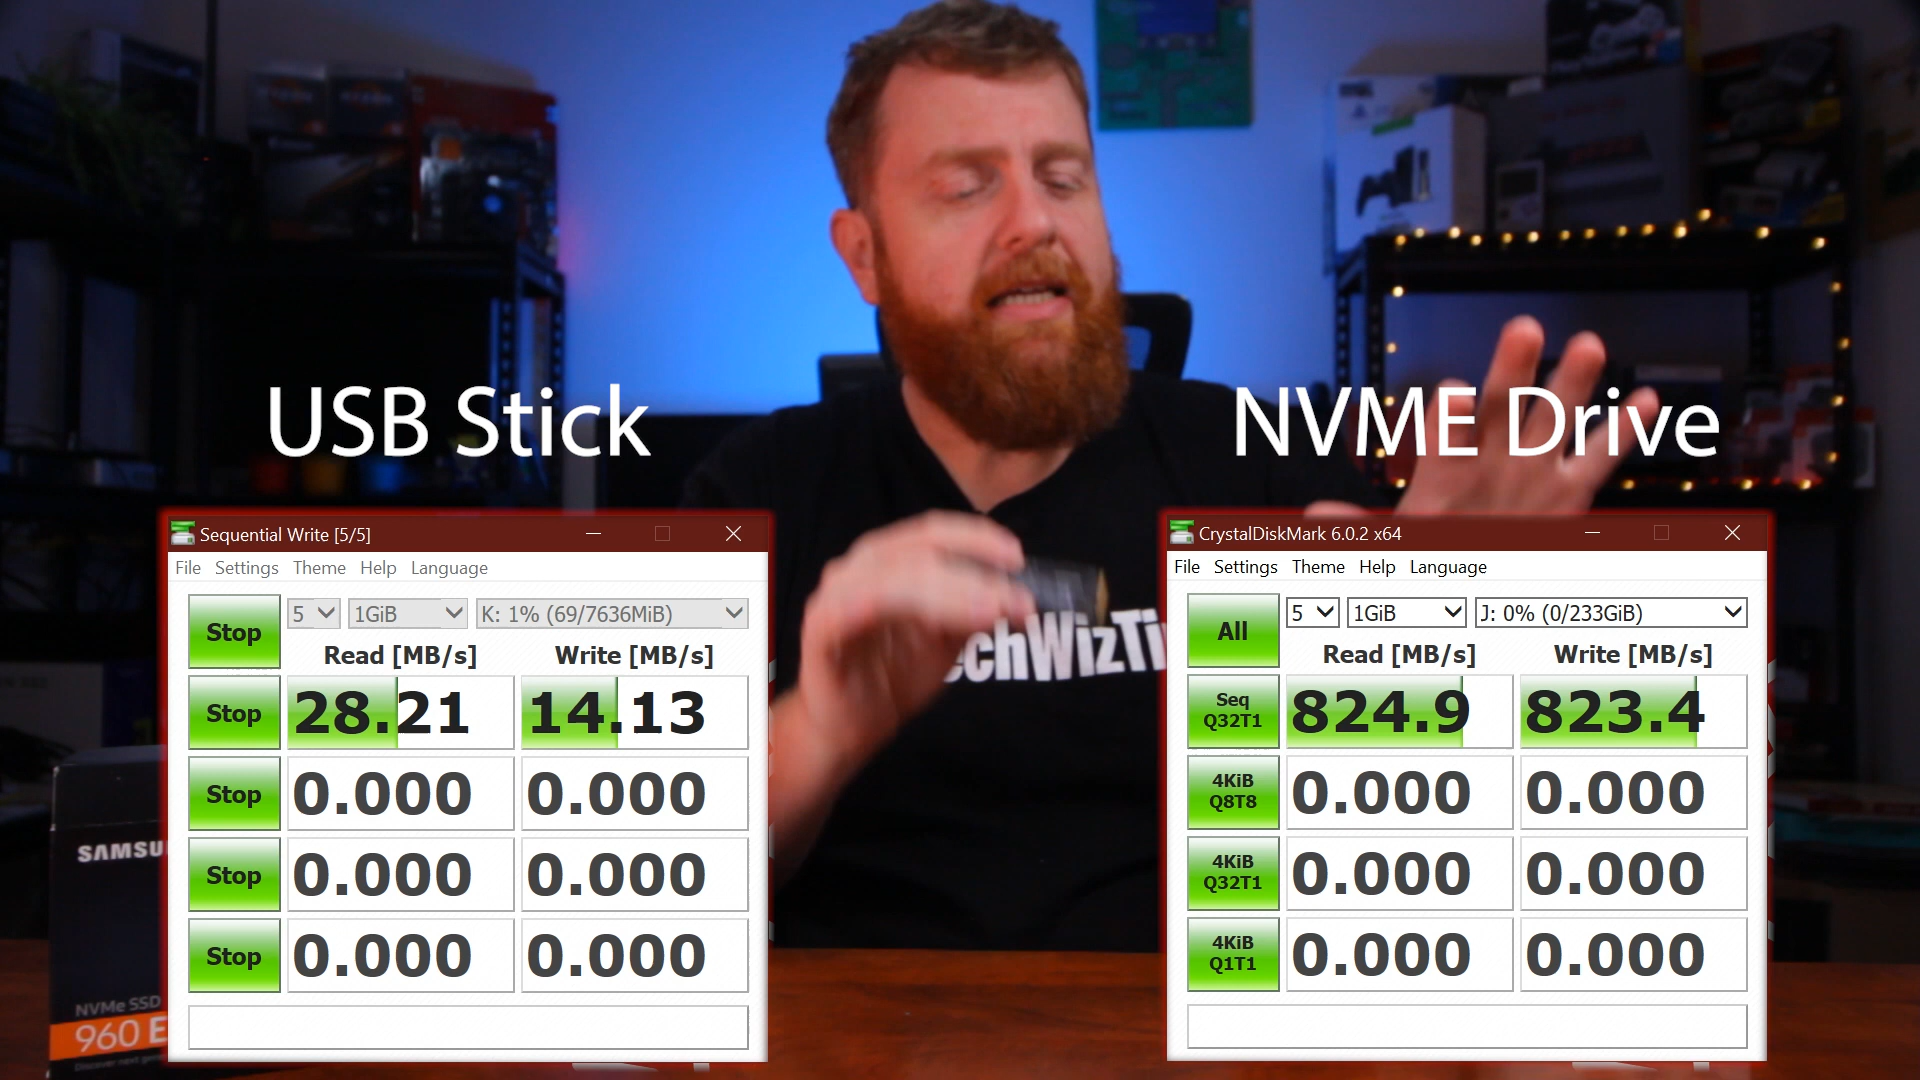 USB Stick
NVME Drive
Sequential Write [5/5]
File Settings Theme Help Language
Stop
5
1GiB
K: 1% (69/7636MiB)
Read [MB/s] Write [MB/s]
Stop 28.21 14.13
Stop 0.000 0.000
Stop 0.000 0.000
Stop 0.000 0.000
CrystalDiskMark 6.0.2 x64
File Settings Theme Help Language
All
5
1GiB
J: 0% (0/233GiB)
Read [MB/s] Write [MB/s]
Seq
Q32T1
824.9 823.4
4KiB
Q8T8
0.000 0.000
4KiB
Q32T1
0.000 0.000
4KiB
Q1T1
0.000 0.000
echWizTi
SAMSU
NVMe SSD
960 E
Discover next gene